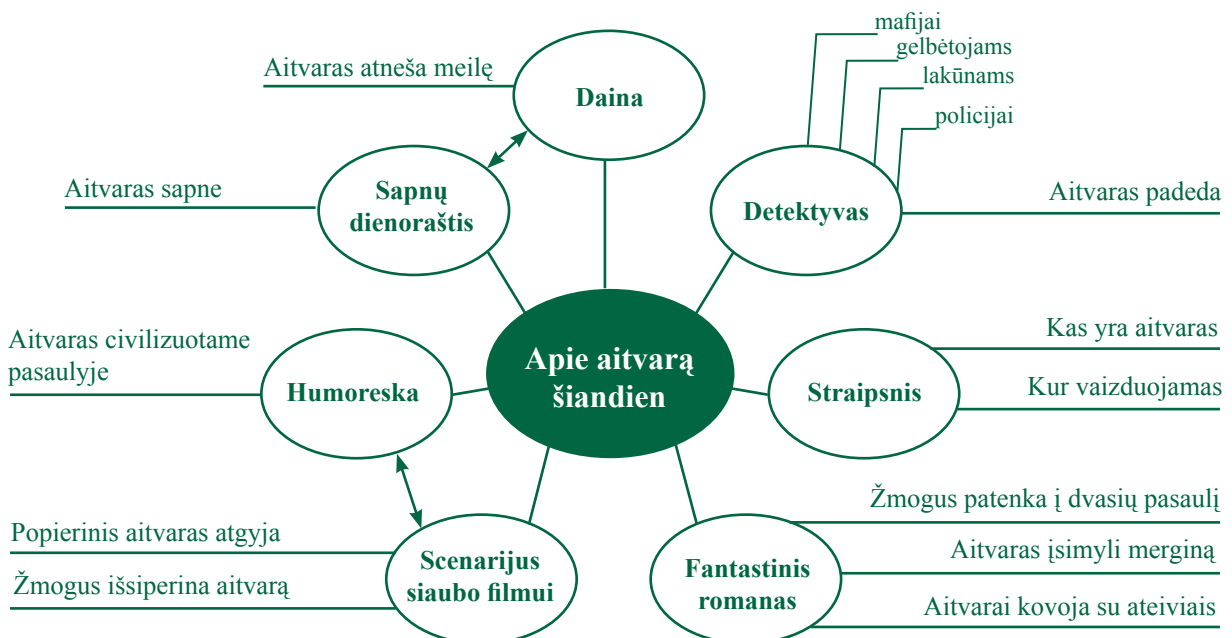 mafijai
gelbėtojams
lakūnams
policijai
Aitvaras atneša meilę
Daina
Aitvaras sapne
Sapnų
dienoraštis
Detektyvas
Aitvaras padeda
Aitvaras civilizuotame
pasaulyje
Humoreska
Apie aitvarą
šiandien
Straipsnis
Kas yra aitvaras
Kur vaizduojamas
Popierinis aitvaras atgyja
Žmogus išsiperina aitvarą
Scenarijus
siaubo filmui
Fantastinis
romanas
Žmogus patenka į dvasių pasaulį
Aitvaras įsimyli merginą
Aitvarai kovoja su ateiviais